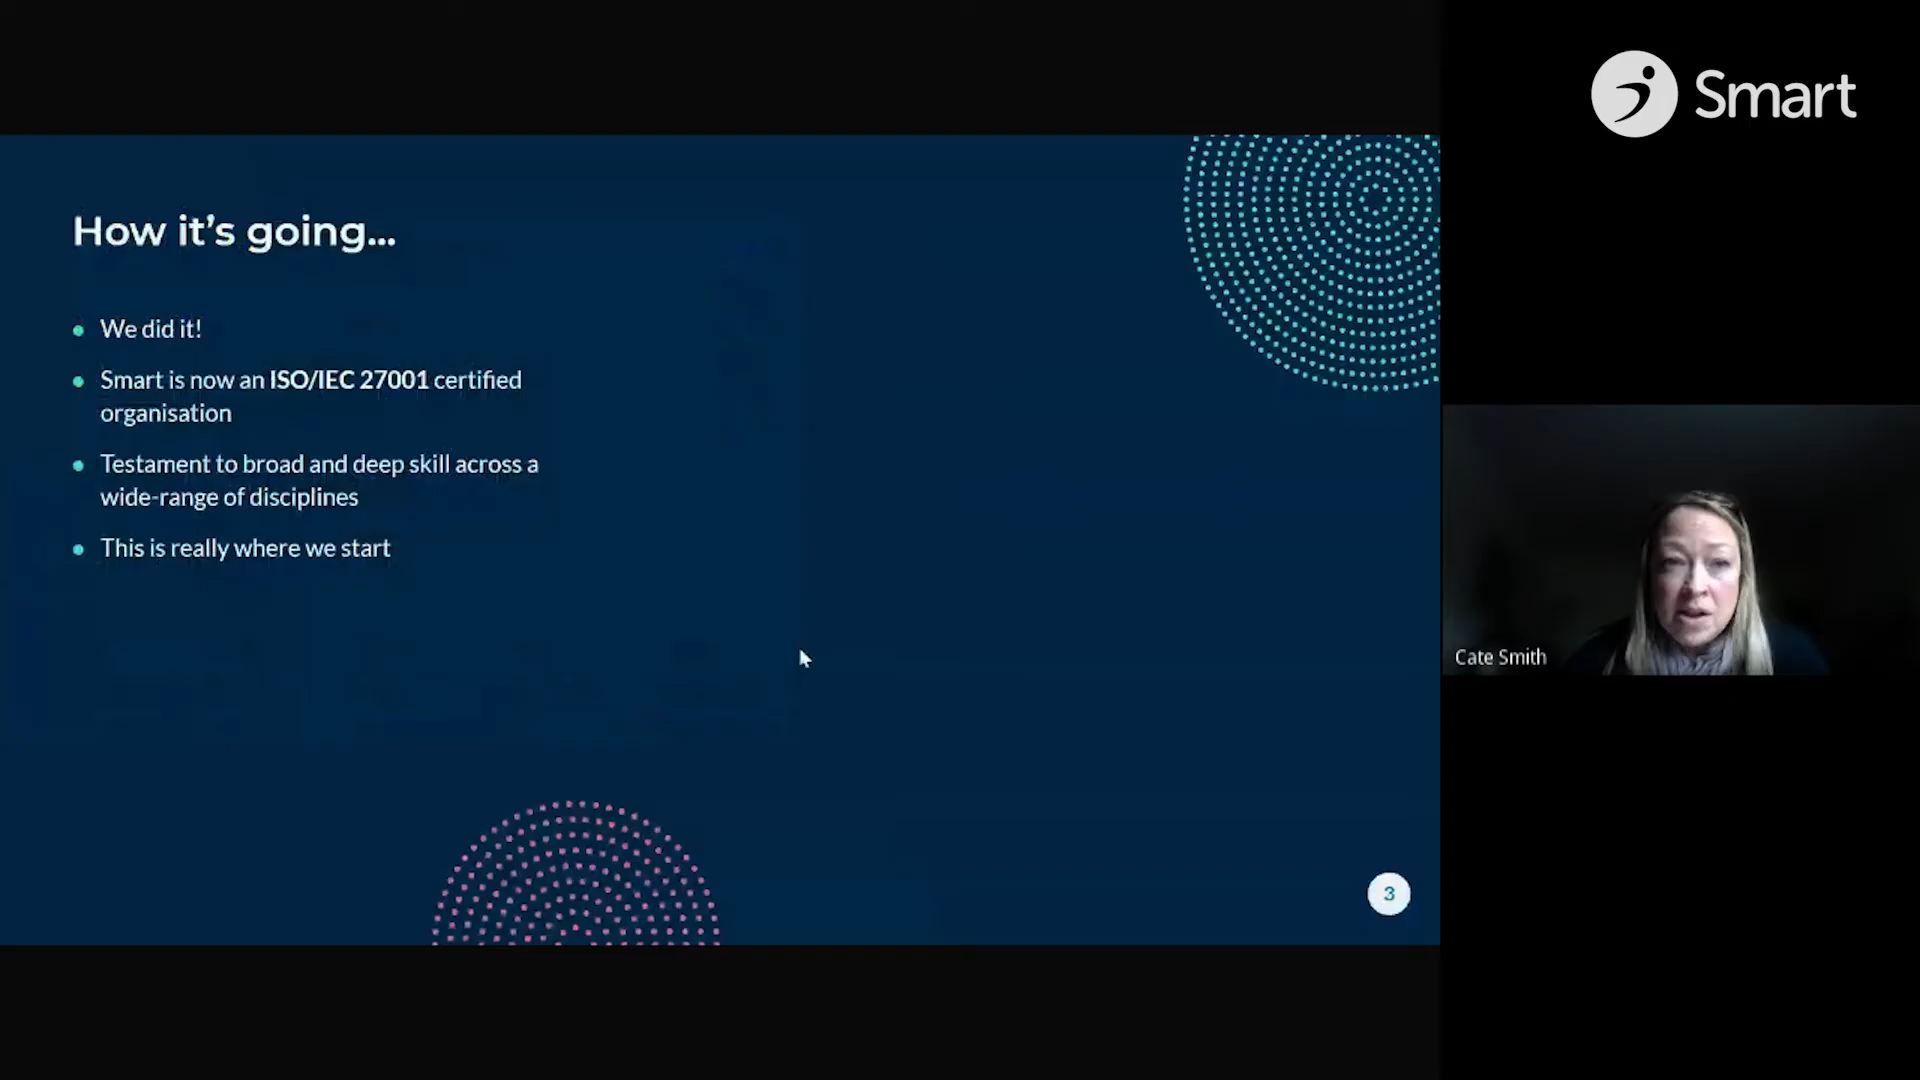 Smart
How it's going...
We did it!
Smart is now an ISO/IEC 27001 certified
organisation
Testament to broad and deep skill across a
wide-range of disciplines
This is really where we start
Cate Smith
3